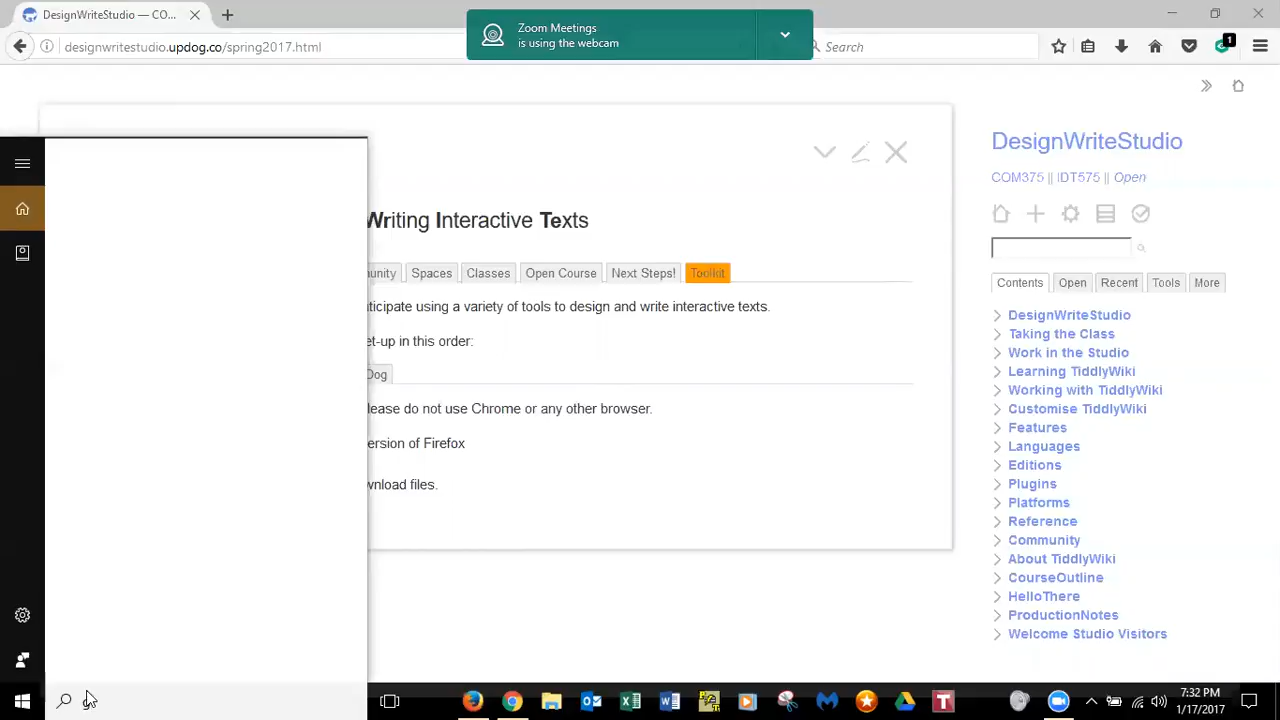 DesignWriteStudio — CO...
Zoom Meetings
is using the webcam
designwritestudio.updog.co/spring2017.html
Search
1
DesignWriteStudio
COM375 || IDT575 || Open
Writing Interactive Texts
unity
Spaces
Classes
Open Course
Next Steps!
Toolkit
ticipate using a variety of tools to design and write interactive texts.
et-up in this order:
Dog
lease do not use Chrome or any other browser.
ersion of Firefox
wnload files.
Contents
Open
Recent
Tools
More
DesignWriteStudio
Taking the Class
Work in the Studio
Learning TiddlyWiki
Working with TiddlyWiki
Customise TiddlyWiki
Features
Languages
Editions
Plugins
Platforms
Reference
Community
About TiddlyWiki
CourseOutline
HelloThere
ProductionNotes
Welcome Studio Visitors
7:32 PM
1/17/2017